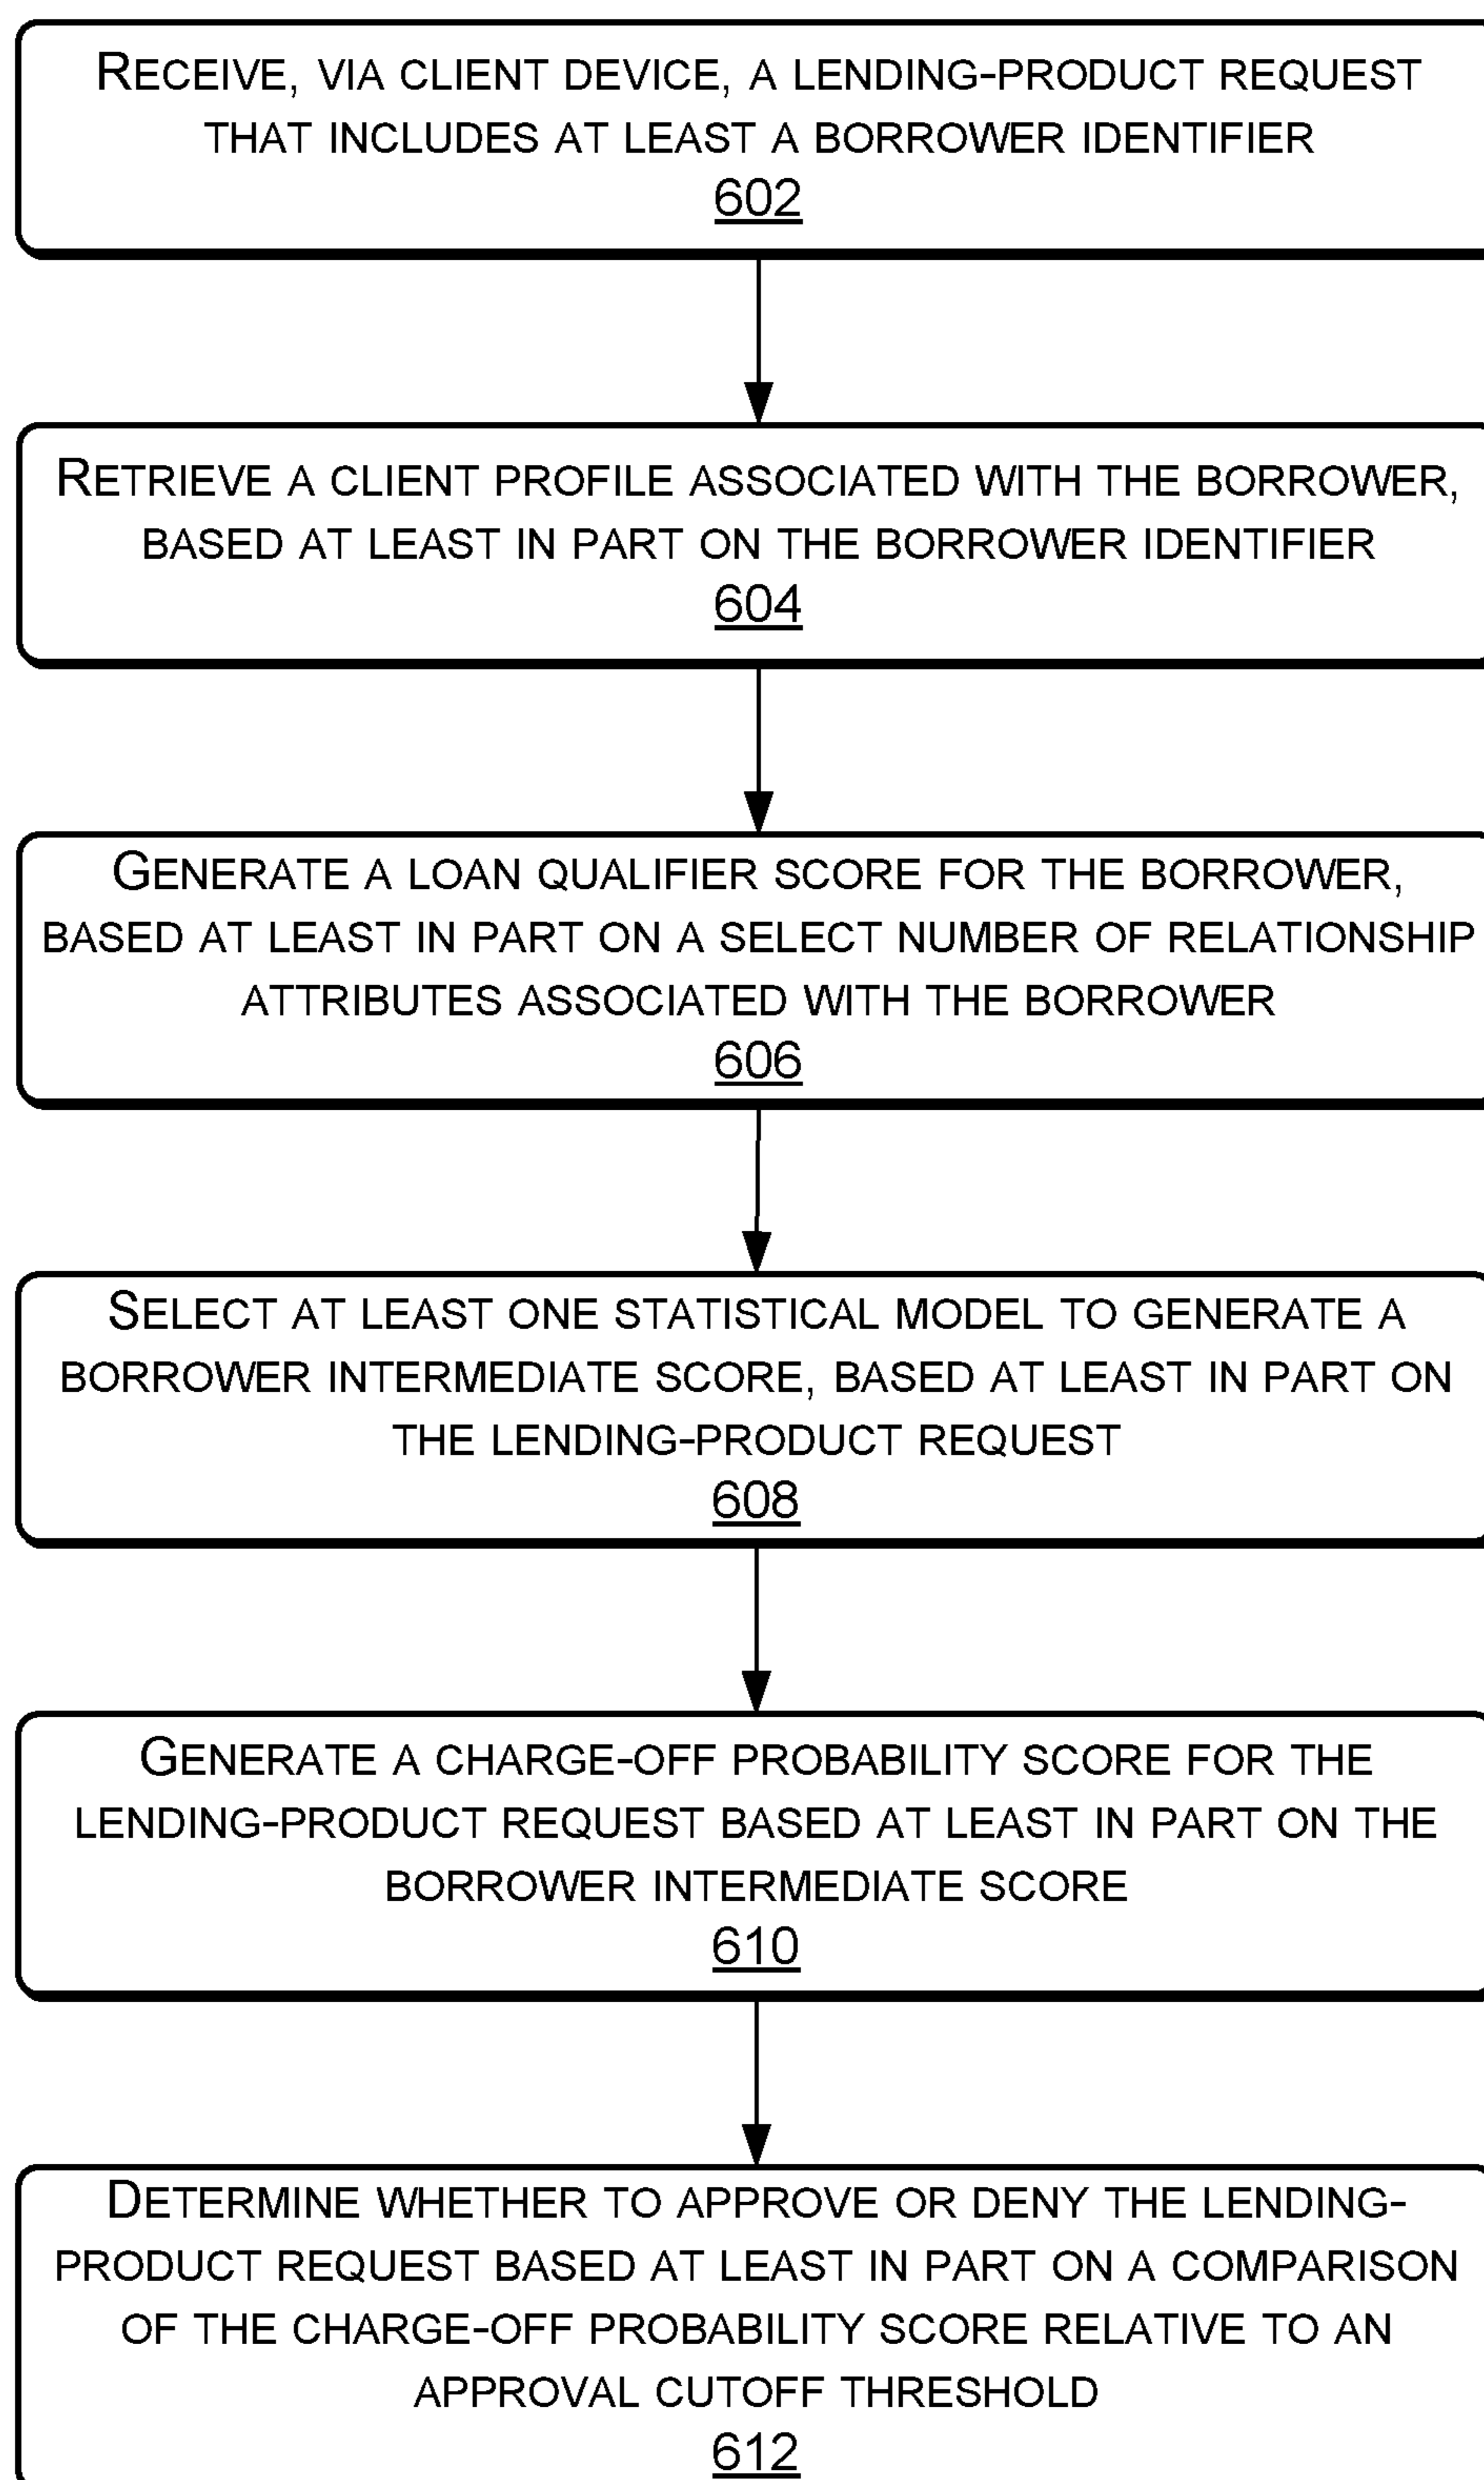 RECEIVE, VIA CLIENT DEVICE, A LENDING-PRODUCT REQUEST
THAT INCLUDES AT LEAST A BORROWER IDENTIFIER
602
RETRIEVE A CLIENT PROFILE ASSOCIATED WITH THE BORROWER,
BASED AT LEAST IN PART ON THE BORROWER IDENTIFIER
604
GENERATE A LOAN QUALIFIER SCORE FOR THE BORROWER,
BASED AT LEAST IN PART ON A SELECT NUMBER OF RELATIONSHIP
ATTRIBUTES ASSOCIATED WITH THE BORROWER
606
SELECT AT LEAST ONE STATISTICAL MODEL TO GENERATE A
BORROWER INTERMEDIATE SCORE, BASED AT LEAST IN PART ON
THE LENDING-PRODUCT REQUEST
608
GENERATE A CHARGE-OFF PROBABILITY SCORE FOR THE
LENDING-PRODUCT REQUEST BASED AT LEAST IN PART ON THE
BORROWER INTERMEDIATE SCORE
610
DETERMINE WHETHER TO APPROVE OR DENY THE LENDING-
PRODUCT REQUEST BASED AT LEAST IN PART ON A COMPARISON
OF THE CHARGE-OFF PROBABILITY SCORE RELATIVE TO AN
APPROVAL CUTOFF THRESHOLD
612